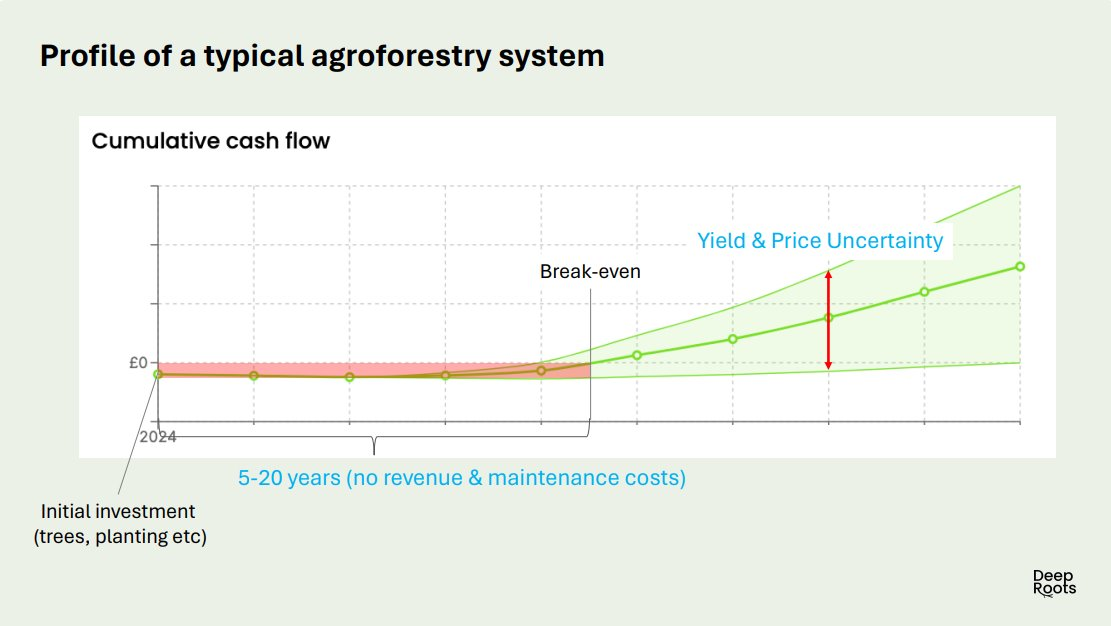 Profile of a typical agroforestry system
Cumulative cash flow
Yield & Price Uncertainty
Break-even
£0
2024
5-20 years (no revenue & maintenance costs)
Initial investment
(trees, planting etc)
Deep
Roots